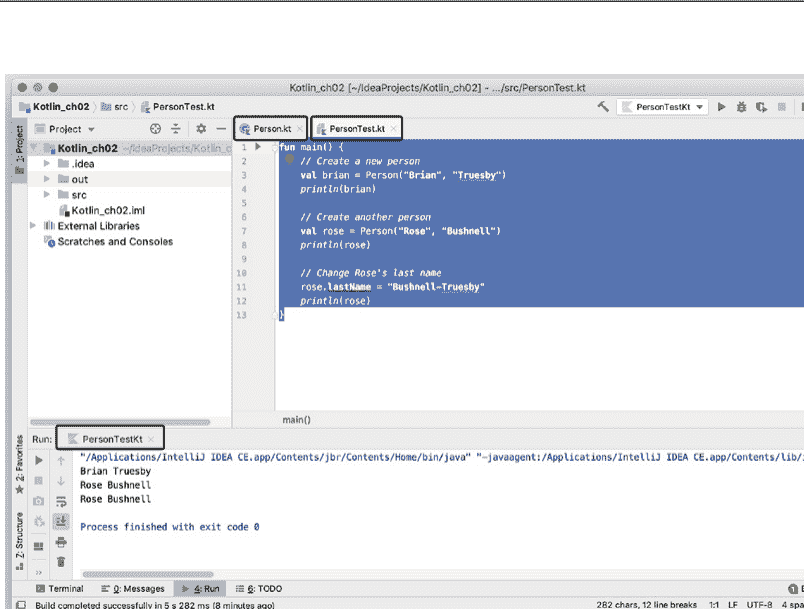 Kotlin_ch02 [~/IdeaProjects/Kotlin_ch02] - .../src/PersonTest.kt
Kotlin_ch02 src PersonTest.kt PersonTestKt
1: Project
Project
Person.kt PersonTest.kt
Kotlin_ch02 ~/IdeaProjects/Kotlin_c
.idea
out
src
Kotlin_ch02.iml
External Libraries
Scratches and Consoles
1 fun main() {
2 // Create a new person
3 val brian = Person("Brian", "Truesby")
4 println(brian)
5
6 // Create another person
7 val rose = Person("Rose", "Bushnell")
8 println(rose)
9
10 // Change Rose's last name
11 rose.lastName = "Bushnell-Truesby"
12 println(rose)
13 }
main()
Run: PersonTestKt
"/Applications/IntelliJ IDEA CE.app/Contents/jbr/Contents/Home/bin/java" "-javaagent:/Applications/IntelliJ IDEA CE.app/Contents/lib/
Brian Truesby
Rose Bushnell
Rose Bushnell
Process finished with exit code 0
2: Favorites
Z: Structure
Terminal 0: Messages 4: Run 6: TODO
Build completed successfully in 5 s 282 ms (8 minutes ago) 282 chars, 12 line breaks 1:1 LF UTF-8 4 spa